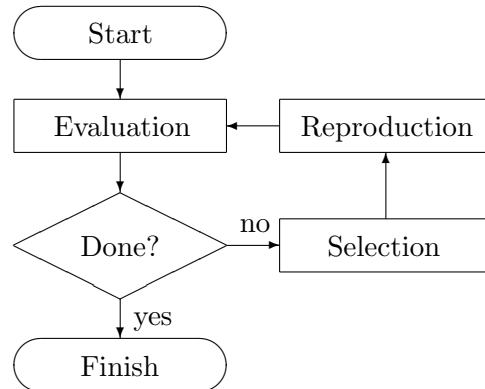 Start
Evaluation
Reproduction
Done?
no
Selection
yes
Finish